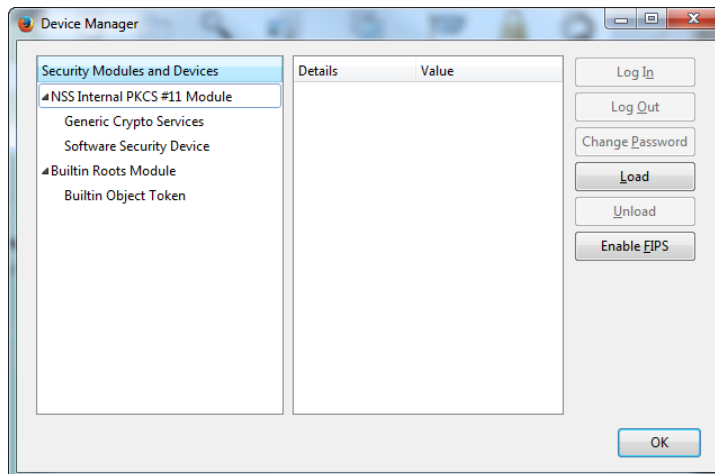 Device Manager
Security Modules and Devices
Details Value
Log In
NSS Internal PKCS #11 Module
Generic Crypto Services
Log Out
Software Security Device
Change Password
Builtin Roots Module
Load
Builtin Object Token
Unload
Enable FIPS
OK